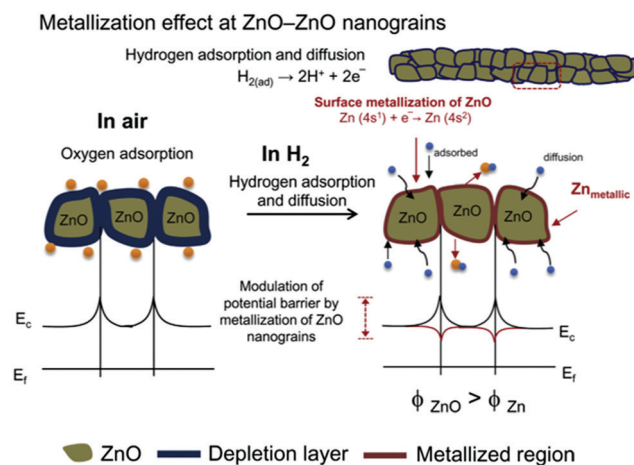 Metallization effect at ZnO–ZnO nanograins
Hydrogen adsorption and diffusion
H2(ad) → 2H⁺ + 2e⁻
Surface metallization of ZnO
Zn (4s¹) + e⁻→ Zn (4s²)
In air
Oxygen adsorption
In H₂
Hydrogen adsorption
and diffusion
adsorbed
diffusion
ZnO
ZnO
ZnO
ZnO
ZnO
ZnO
Zn metallic
Modulation of
potential barrier by
metallization of ZnO
nanograins
Ec
Ef
Ec
Ef
ϕ ZnO > ϕ Zn
ZnO
Depletion layer
Metallized region